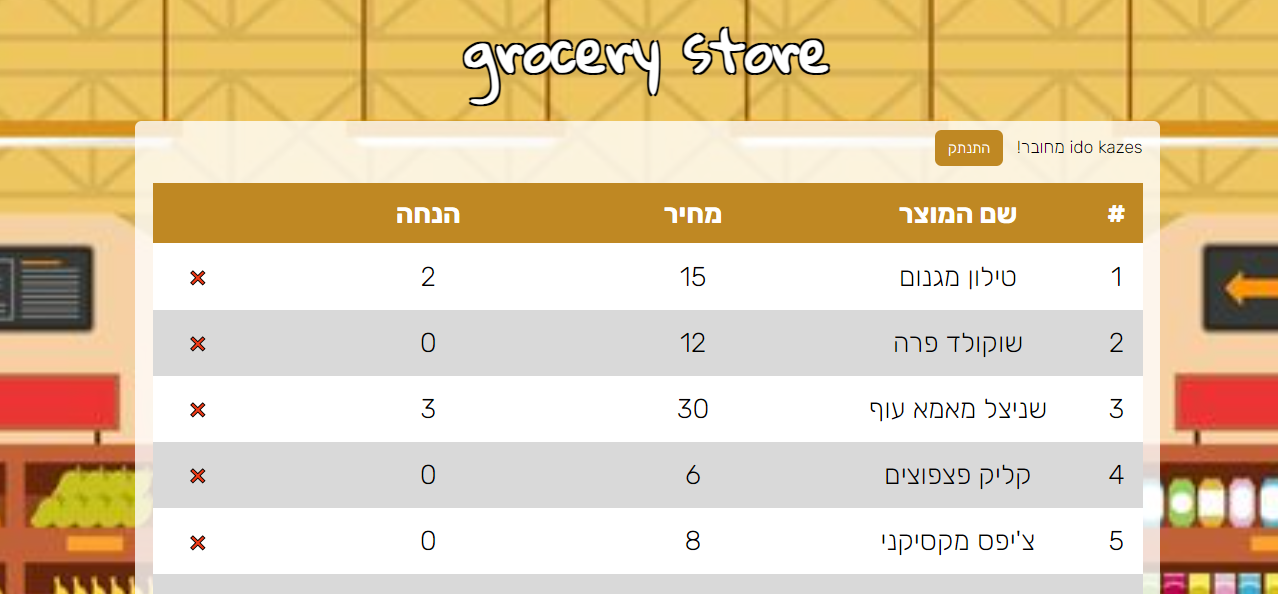 grocery store
ido kazes מחובר! התנתק
# שם המוצר מחיר הנחה
1 טילון מגנום 15 2
2 שוקולד פרה 12 0
3 שניצל מאמא עוף 30 3
4 קליק פצפוצים 6 0
5 צ'יפס מקסיקני 8 0